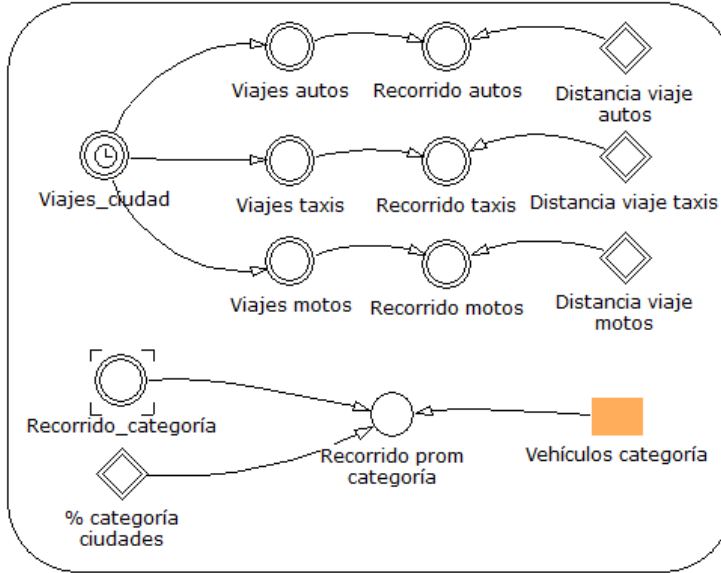 Viajes autos
Recorrido autos
Distancia viaje
autos
Viajes_ciudad
Viajes taxis
Recorrido taxis
Distancia viaje taxis
Viajes motos
Recorrido motos
Distancia viaje
motos
Recorrido_categoría
Recorrido prom
categoría
Vehículos categoría
% categoría
ciudades